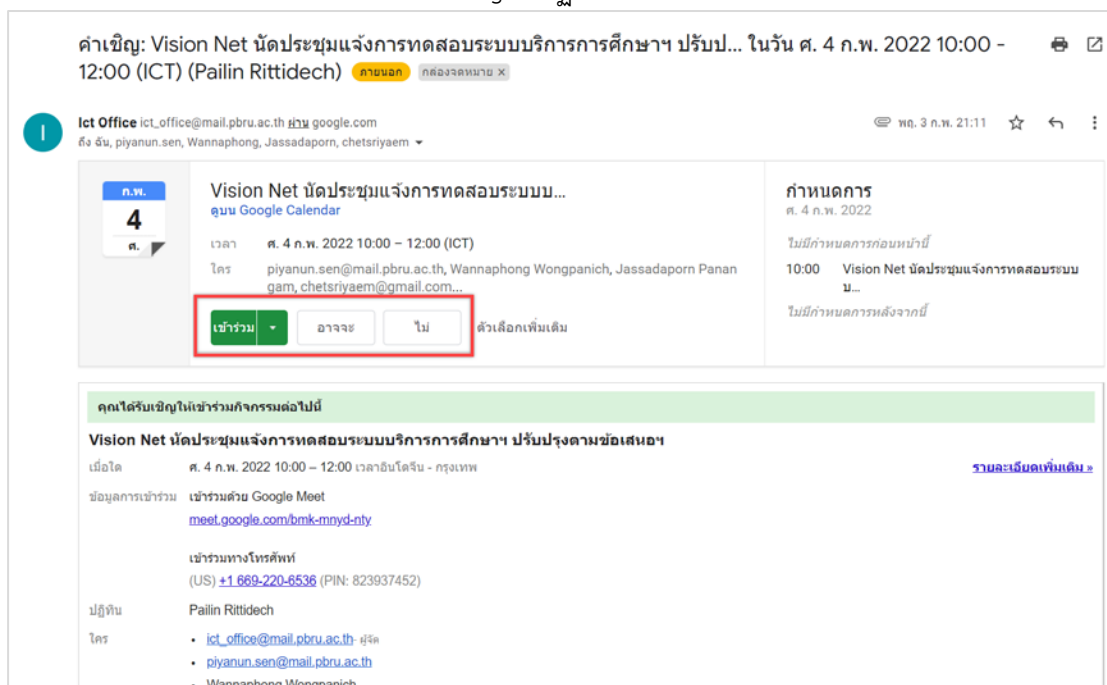 คำเชิญ: Vision Net นัดประชุมแจ้งการทดสอบระบบบริการการศึกษาฯ ปรับป... ในวัน ศ. 4 ก.พ. 2022 10:00 -
12:00 (ICT) (Pailin Rittidech) ภายนอก กล่องจดหมาย x
I
Ict Office ict_office@mail.pbru.ac.th ผ่าน google.com
พฤ. 3 ก.พ. 21:11
ถึง ฉัน, piyanun.sen, Wannaphong, Jassadaporn, chetsriyaem
ก.พ.
4
ศ.
Vision Net นัดประชุมแจ้งการทดสอบระบบบ...
ดูบน Google Calendar
เวลา ศ. 4 ก.พ. 2022 10:00 – 12:00 (ICT)
ใคร piyanun.sen@mail.pbru.ac.th, Wannaphong Wongpanich, Jassadaporn Panan
gam, chetsriyaem@gmail.com...
เข้าร่วม อาจจะ ไม่ ตัวเลือกเพิ่มเติม
กำหนดการ
ศ. 4 ก.พ. 2022
ไม่มีกำหนดการก่อนหน้านี้
10:00 Vision Net นัดประชุมแจ้งการทดสอบระบบ
บ...
ไม่มีกำหนดการหลังจากนี้
คุณได้รับเชิญให้เข้าร่วมกิจกรรมต่อไปนี้
Vision Net นัดประชุมแจ้งการทดสอบระบบบริการการศึกษาฯ ปรับปรุงตามข้อเสนอฯ
เมื่อใด ศ. 4 ก.พ. 2022 10:00 – 12:00 เวลาอินโดจีน - กรุงเทพ
รายละเอียดเพิ่มเติม »
ข้อมูลการเข้าร่วม เข้าร่วมด้วย Google Meet
meet.google.com/bmk-mnyd-nty
เข้าร่วมทางโทรศัพท์
(US) +1 669-220-6536 (PIN: 823937452)
ปฏิทิน Pailin Rittidech
ใคร • ict_office@mail.pbru.ac.th- ผู้จัด
• piyanun.sen@mail.pbru.ac.th
• Wannaphong Wongpanich